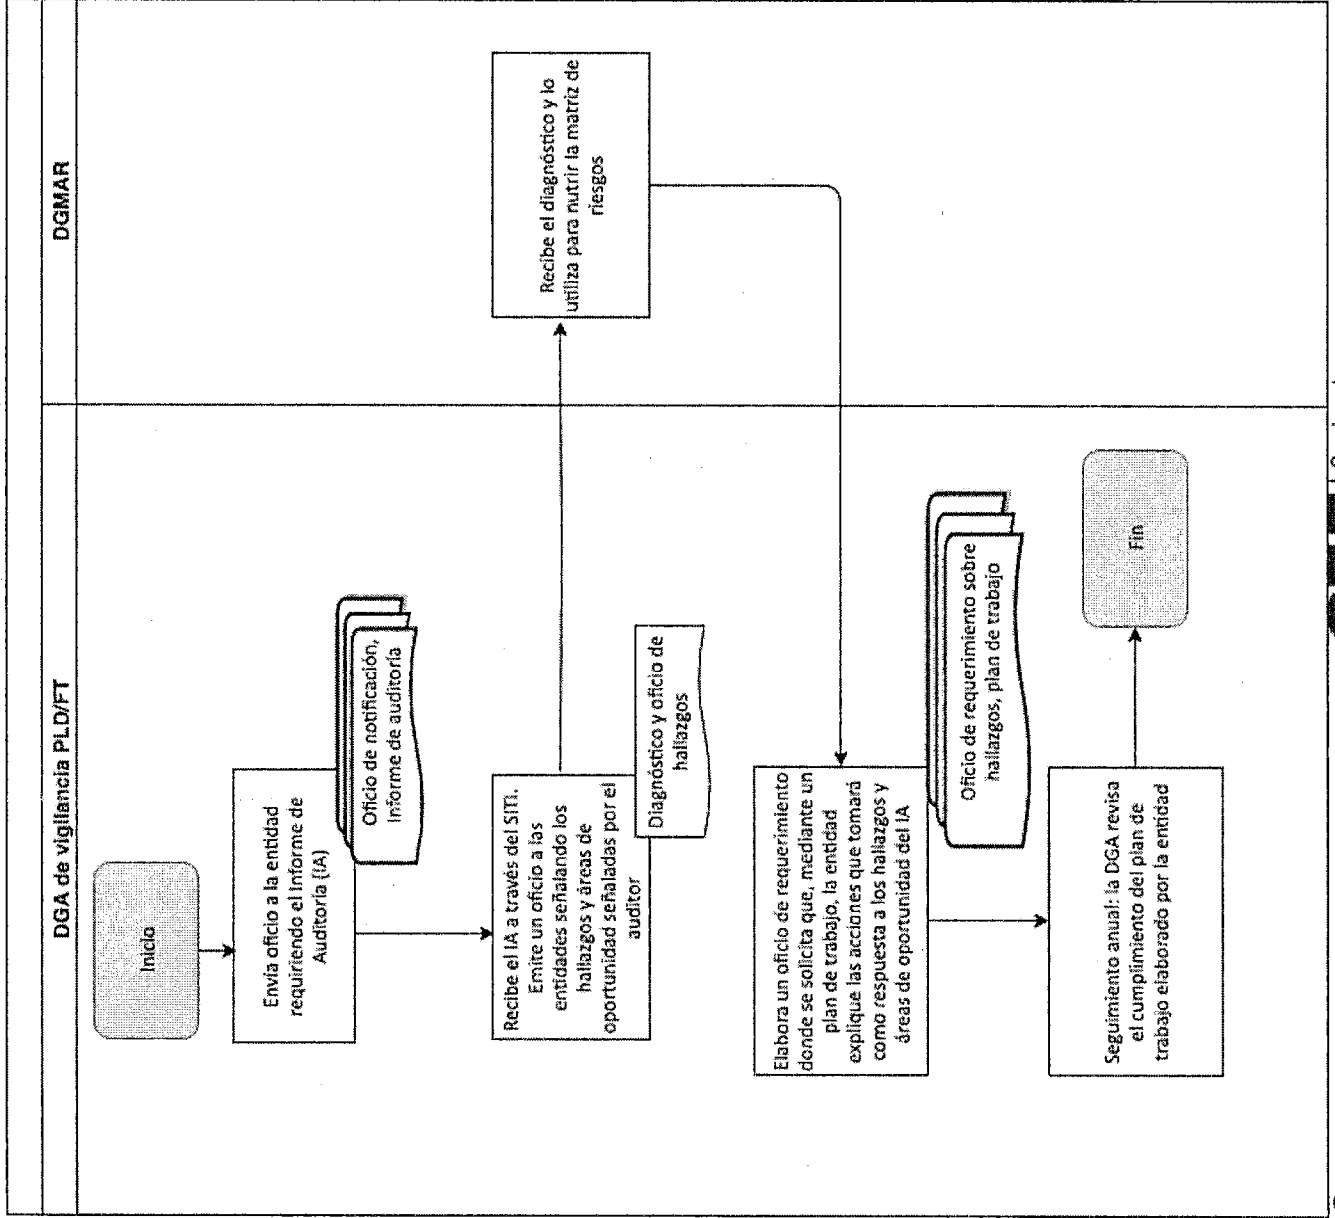 DGA de vigilancia PLD/FT
DGMAR
Inicio
Envía oficio a la entidad
requiriendo el Informe de
Auditoría (IA)
Oficio de notificación,
Informe de auditoría
Recibe el IA a través del SITI.
Emite un oficio a las
entidades señalando los
hallazgos y áreas de
oportunidad señaladas por el
auditor
Diagnóstico y oficio de
hallazgos
Recibe el diagnóstico y lo
utiliza para nutrir la matriz de
riesgos
Elabora un oficio de requerimiento
donde se solicita que, mediante un
plan de trabajo, la entidad
explique las acciones que tomará
como respuesta a los hallazgos y
áreas de oportunidad del IA
Oficio de requerimiento sobre
hallazgos, plan de trabajo
Seguimiento anual: la DGA revisa
el cumplimiento del plan de
trabajo elaborado por la entidad
Fin